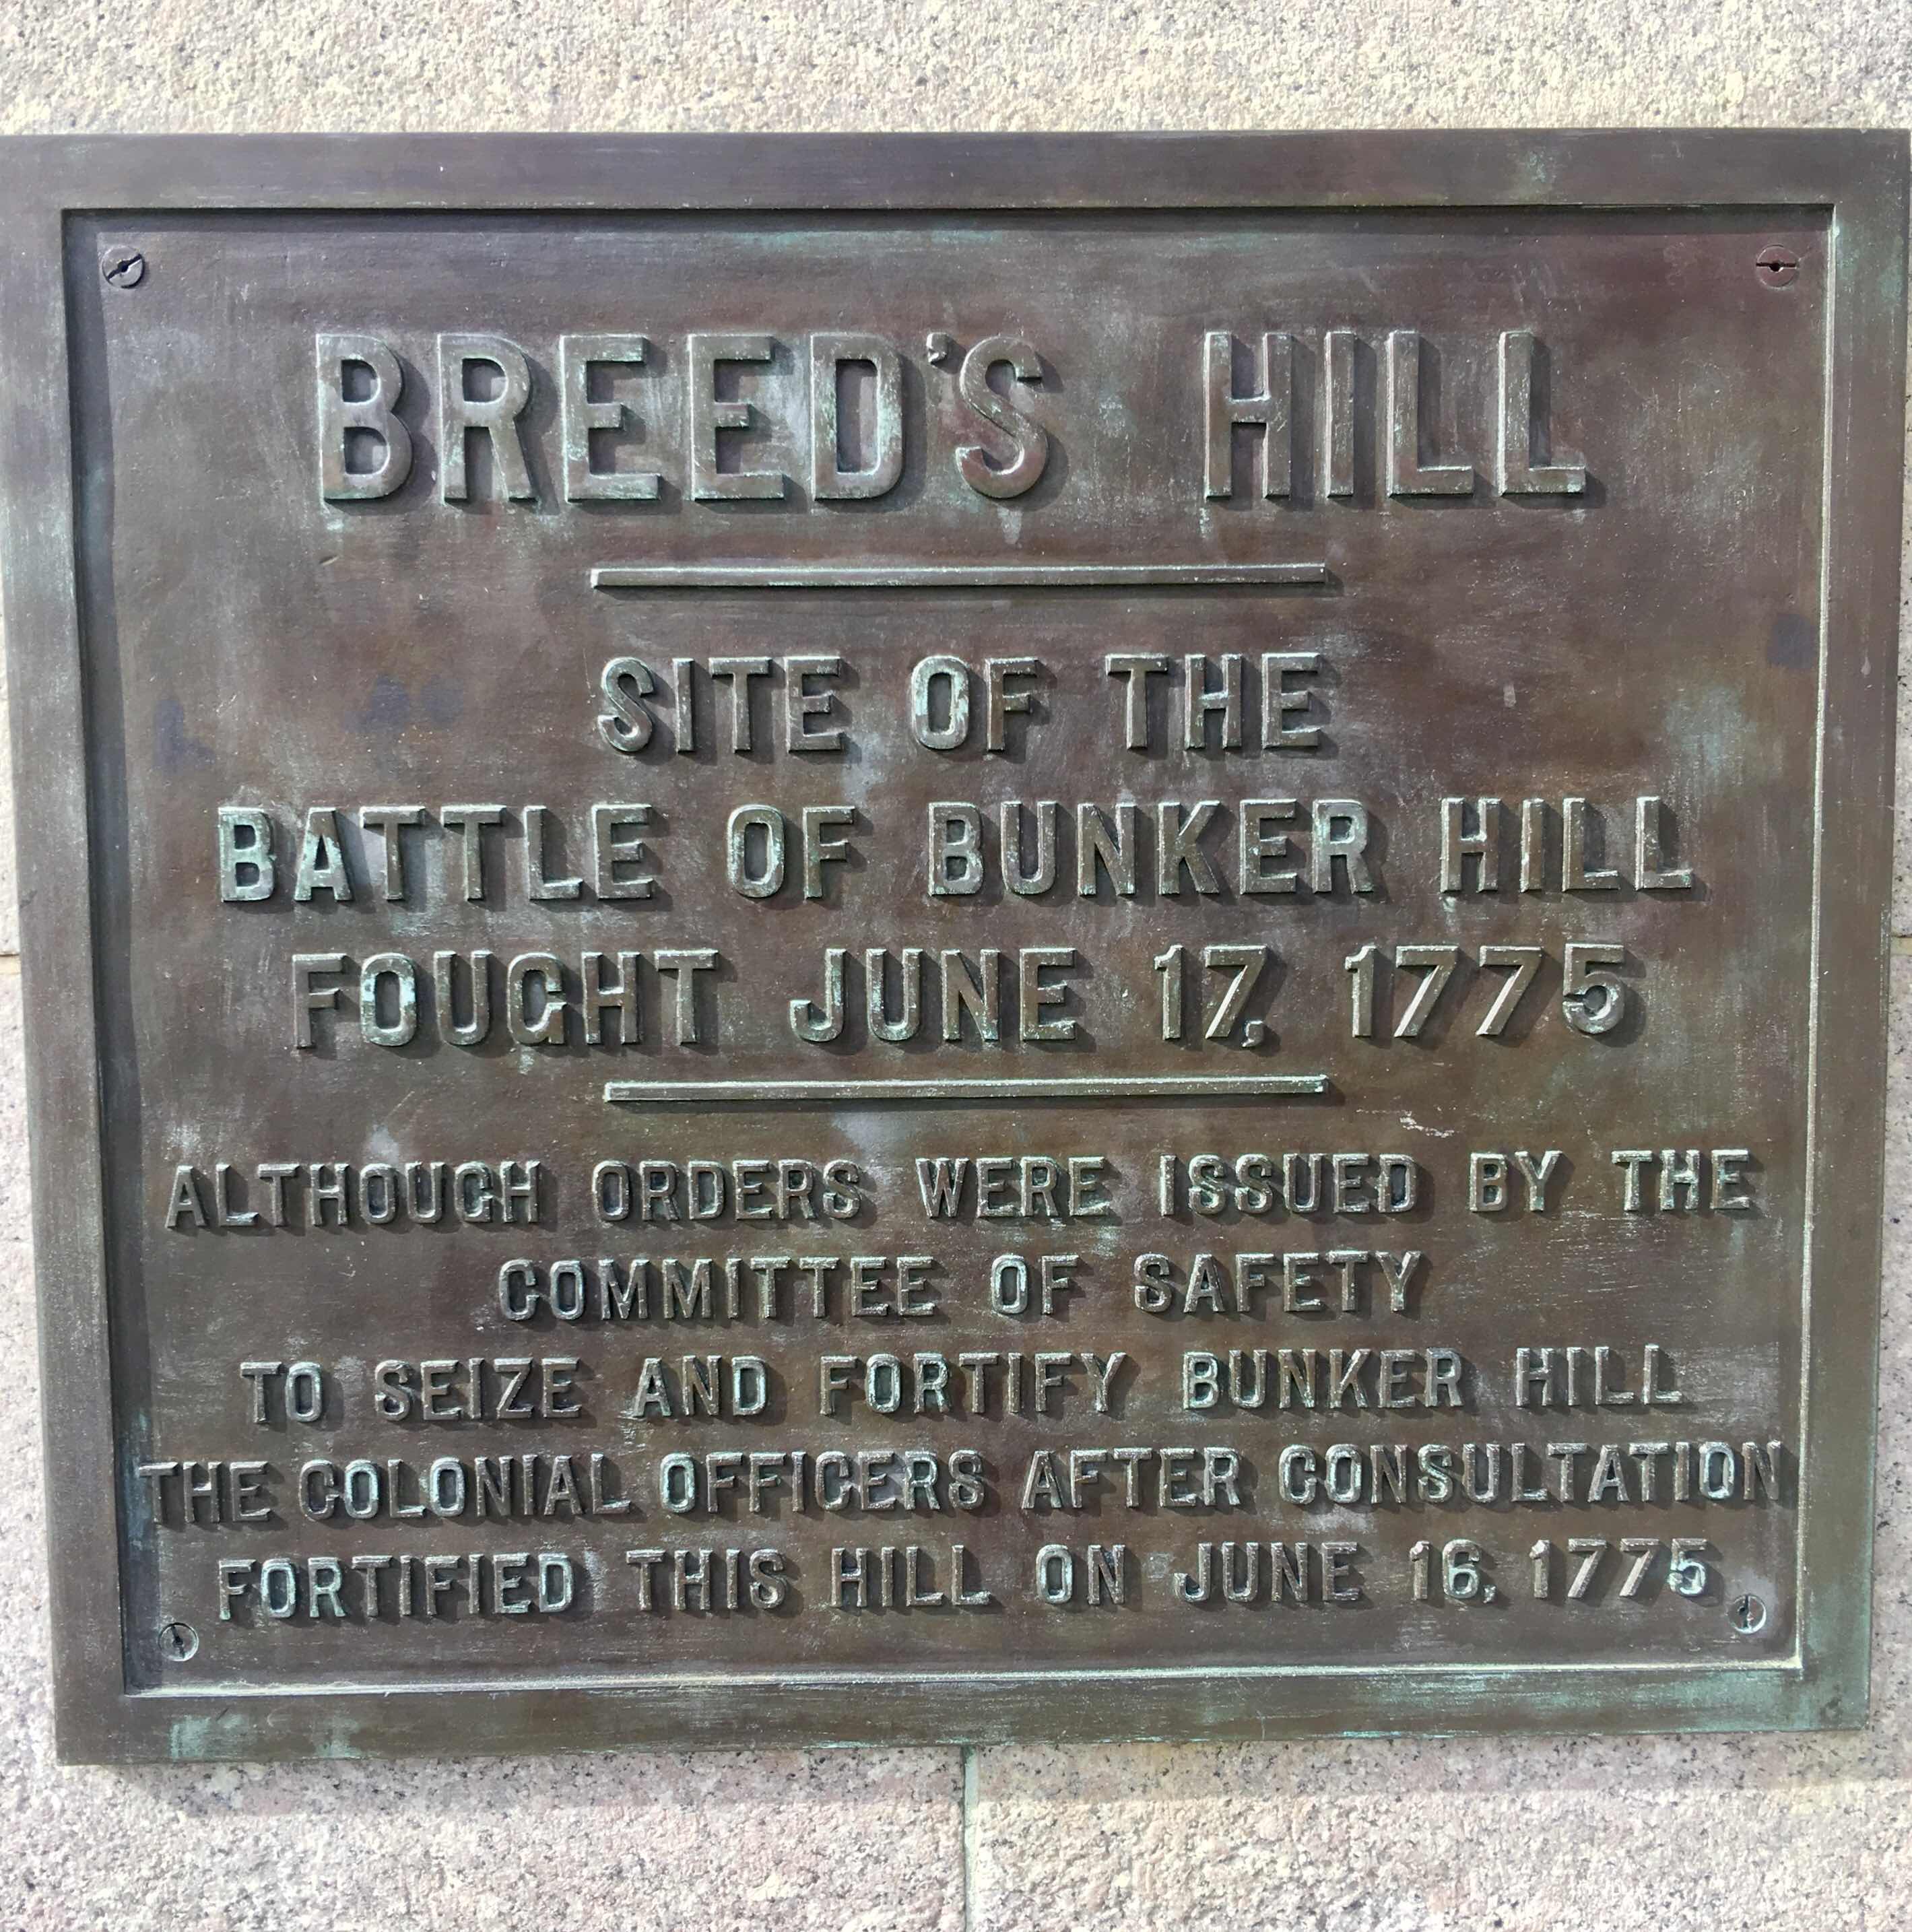 BREED'S HILL
SITE OF THE
BATTLE OF BUNKER HILL
FOUGHT JUNE 17, 1775
ALTHOUGH ORDERS WERE ISSUED BY THE
COMMITTEE OF SAFETY
TO SEIZE AND FORTIFY BUNKER HILL
THE COLONIAL OFFICERS AFTER CONSULTATION
FORTIFIED THIS HILL ON JUNE 16, 1775